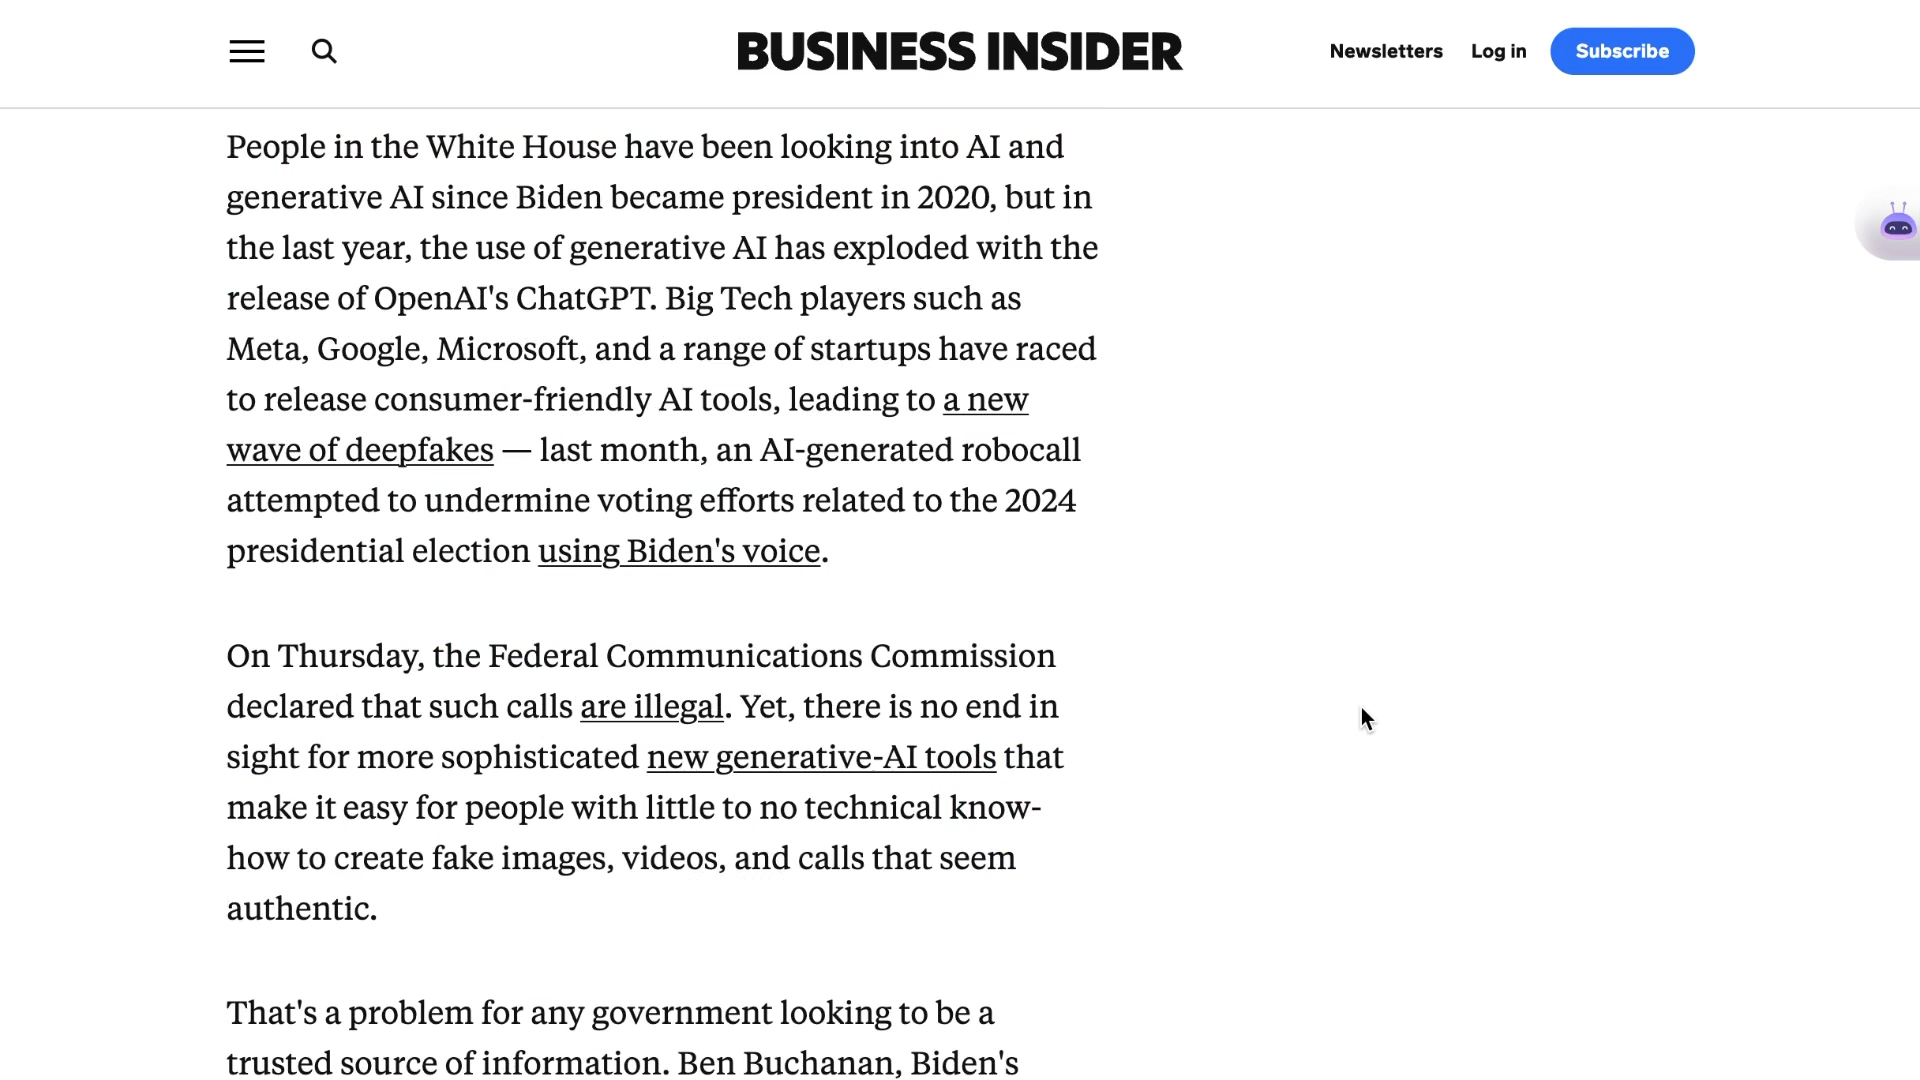 BUSINESS INSIDER
Newsletters
Log in
Subscribe
People in the White House have been looking into AI and
generative AI since Biden became president in 2020, but in
the last year, the use of generative AI has exploded with the
release of OpenAI's ChatGPT. Big Tech players such as
Meta, Google, Microsoft, and a range of startups have raced
to release consumer-friendly AI tools, leading to a new
wave of deepfakes — last month, an AI-generated robocall
attempted to undermine voting efforts related to the 2024
presidential election using Biden's voice.
On Thursday, the Federal Communications Commission
declared that such calls are illegal. Yet, there is no end in
sight for more sophisticated new generative-AI tools that
make it easy for people with little to no technical know-
how to create fake images, videos, and calls that seem
authentic.
That's a problem for any government looking to be a
trusted source of information. Ben Buchanan, Biden's